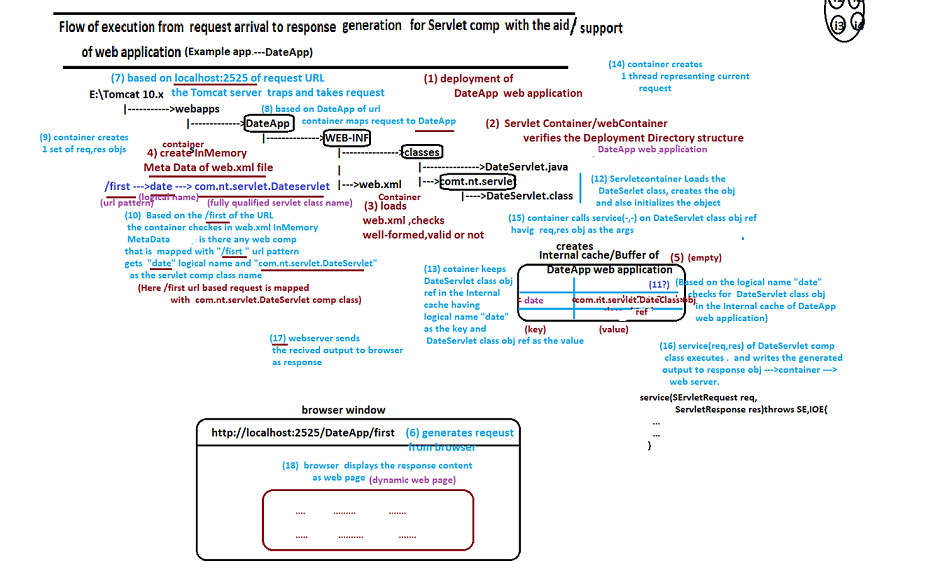 Flow of execution from request arrival to response generation for Servlet comp with the aid/ support
of web application (Example app ---DateApp)
i3 i4
(7) based on localhost:2525 of request URL
the Tomcat server traps and takes request
E:\Tomcat 10.x
|----------->webapps
|------------->DateApp
|-------------->WEB-INF
|------------->classes
|--------------->DateServlet.java
|--->comt.nt.servlet
|---->DateServlet.class
|--->web.xml
(1) deployment of
DateApp web application
(14) container creates
1 thread representing current
request
(8) based on DateApp of url
container maps request to DateApp
(2) Servlet Container/webContainer
verifies the Deployment Directory structure
DateApp web application
(9) container creates
1 set of req,res objs
container
4) create InMemory
Meta Data of web.xml file
/first --->date ---> com.nt.servlet.Dateservlet
(url pattern) (logical name) (fully qualified servlet class name)
Container
(3) loads
web.xml ,checks
well-formed,valid or not
(12) Servletcontainer Loads the
DateSerlet class, creates the obj
and also initializes the object
(10) Based on the /first of the URL
the container checkes in web.xml InMemory
MetaData , is there any web comp
that is mapped with "/fisrt " url pattern
gets "date" logical name and "com.nt.servlet.DateServlet"
as the servlet comp class name
(Here /first url based request is mapped
with com.nt.servlet.DateServlet comp class)
(15) container calls service(-,-) on DateServlet class obj ref
havig req,res obj as the args
creates
Internal cache/Buffer of
DateApp web application
(5) (empty)
(11?)
date
ref
(key) (value)
(Based on the logical name "date"
checks for DateServlet class obj
in the Internal cache of DateApp
web application)
(13) cotainer keeps
DateServlet class obj
ref in the Internal
cache having
logical name "date"
as the key and
DateServlet class obj ref as the value
(17) webserver sends
the recived output to browser
as response
(16) service(req,res) of DateServlet comp
class executes . and writes the generated
output to response obj --->container --->
web server.
service(SErvletRequest req,
ServletResponse res)throws SE,IOE{
...
...
}
browser window
http://localhost:2525/DateApp/first (6) generates reqeust
from browser
(18) browser displays the response content
as web page (dynamic web page)
.... ......... .......
..... .......... .......